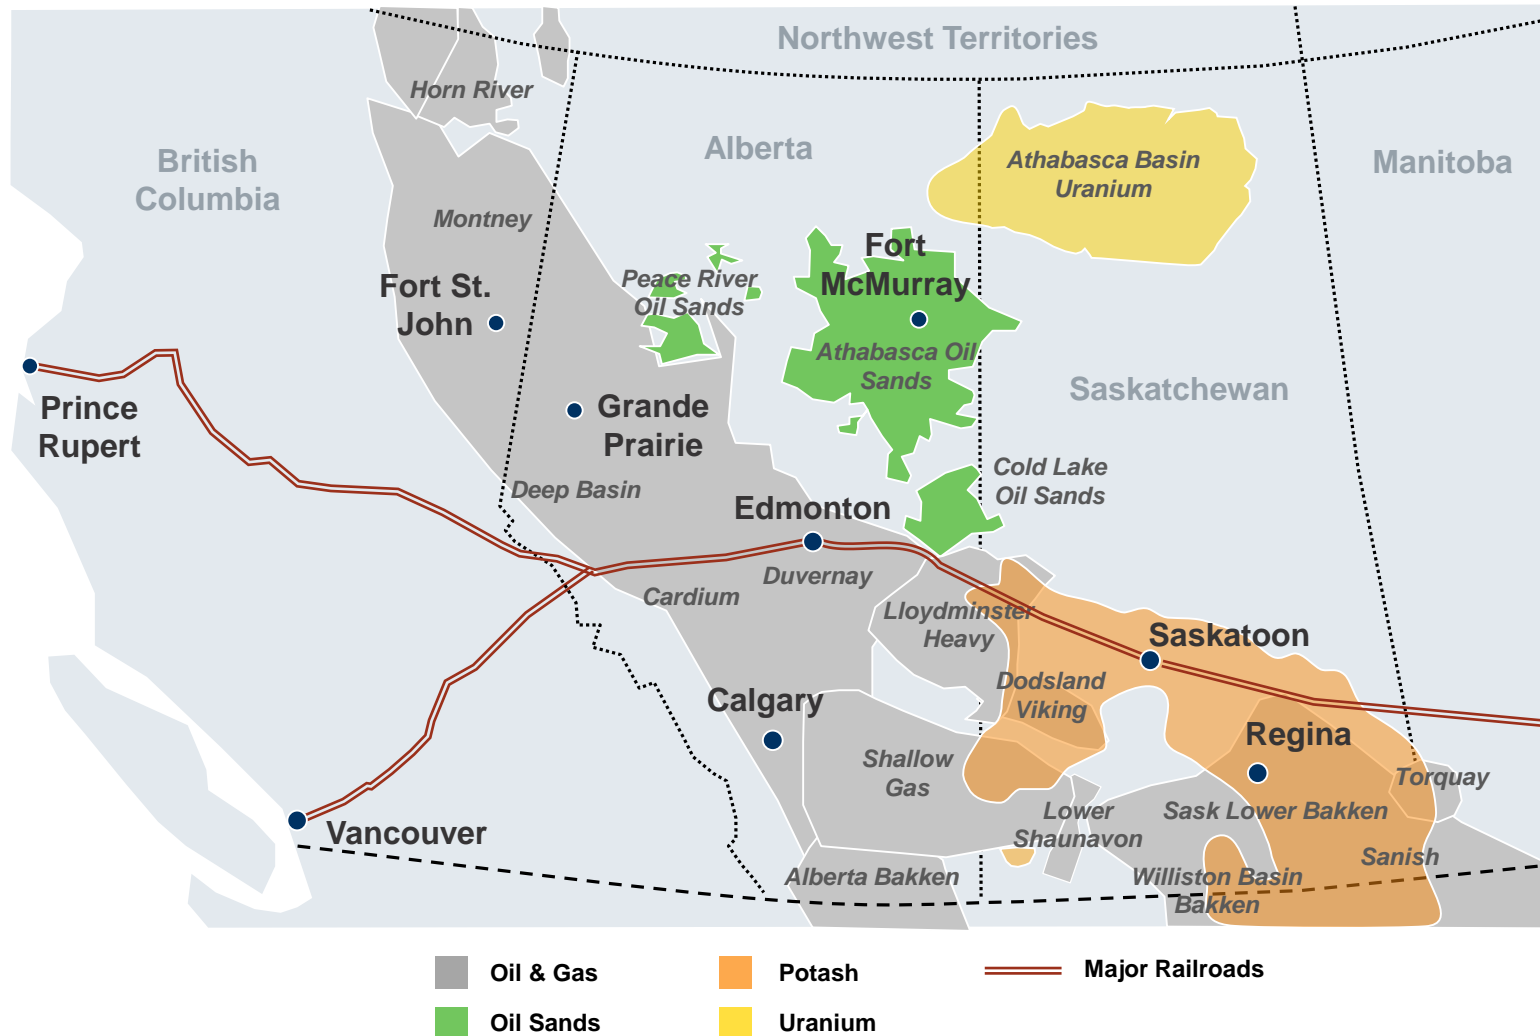 Northwest Territories
Horn River
British
Columbia
Alberta
Athabasca Basin
Uranium
Manitoba
Montney
Fort St.
John
Peace River
Oil Sands
Fort
McMurray
Athabasca Oil
Sands
Saskatchewan
Prince
Rupert
Grande
Prairie
Deep Basin
Cold Lake
Oil Sands
Edmonton
Cardium
Duvernay
Lloydminster
Heavy
Saskatoon
Calgary
Dodsland
Viking
Regina
Shallow
Gas
Torquay
Lower
Shaunavon
Sask Lower Bakken
Vancouver
Sanish
Alberta Bakken
Williston Basin
Bakken
Oil & Gas
Potash
Major Railroads
Oil Sands
Uranium